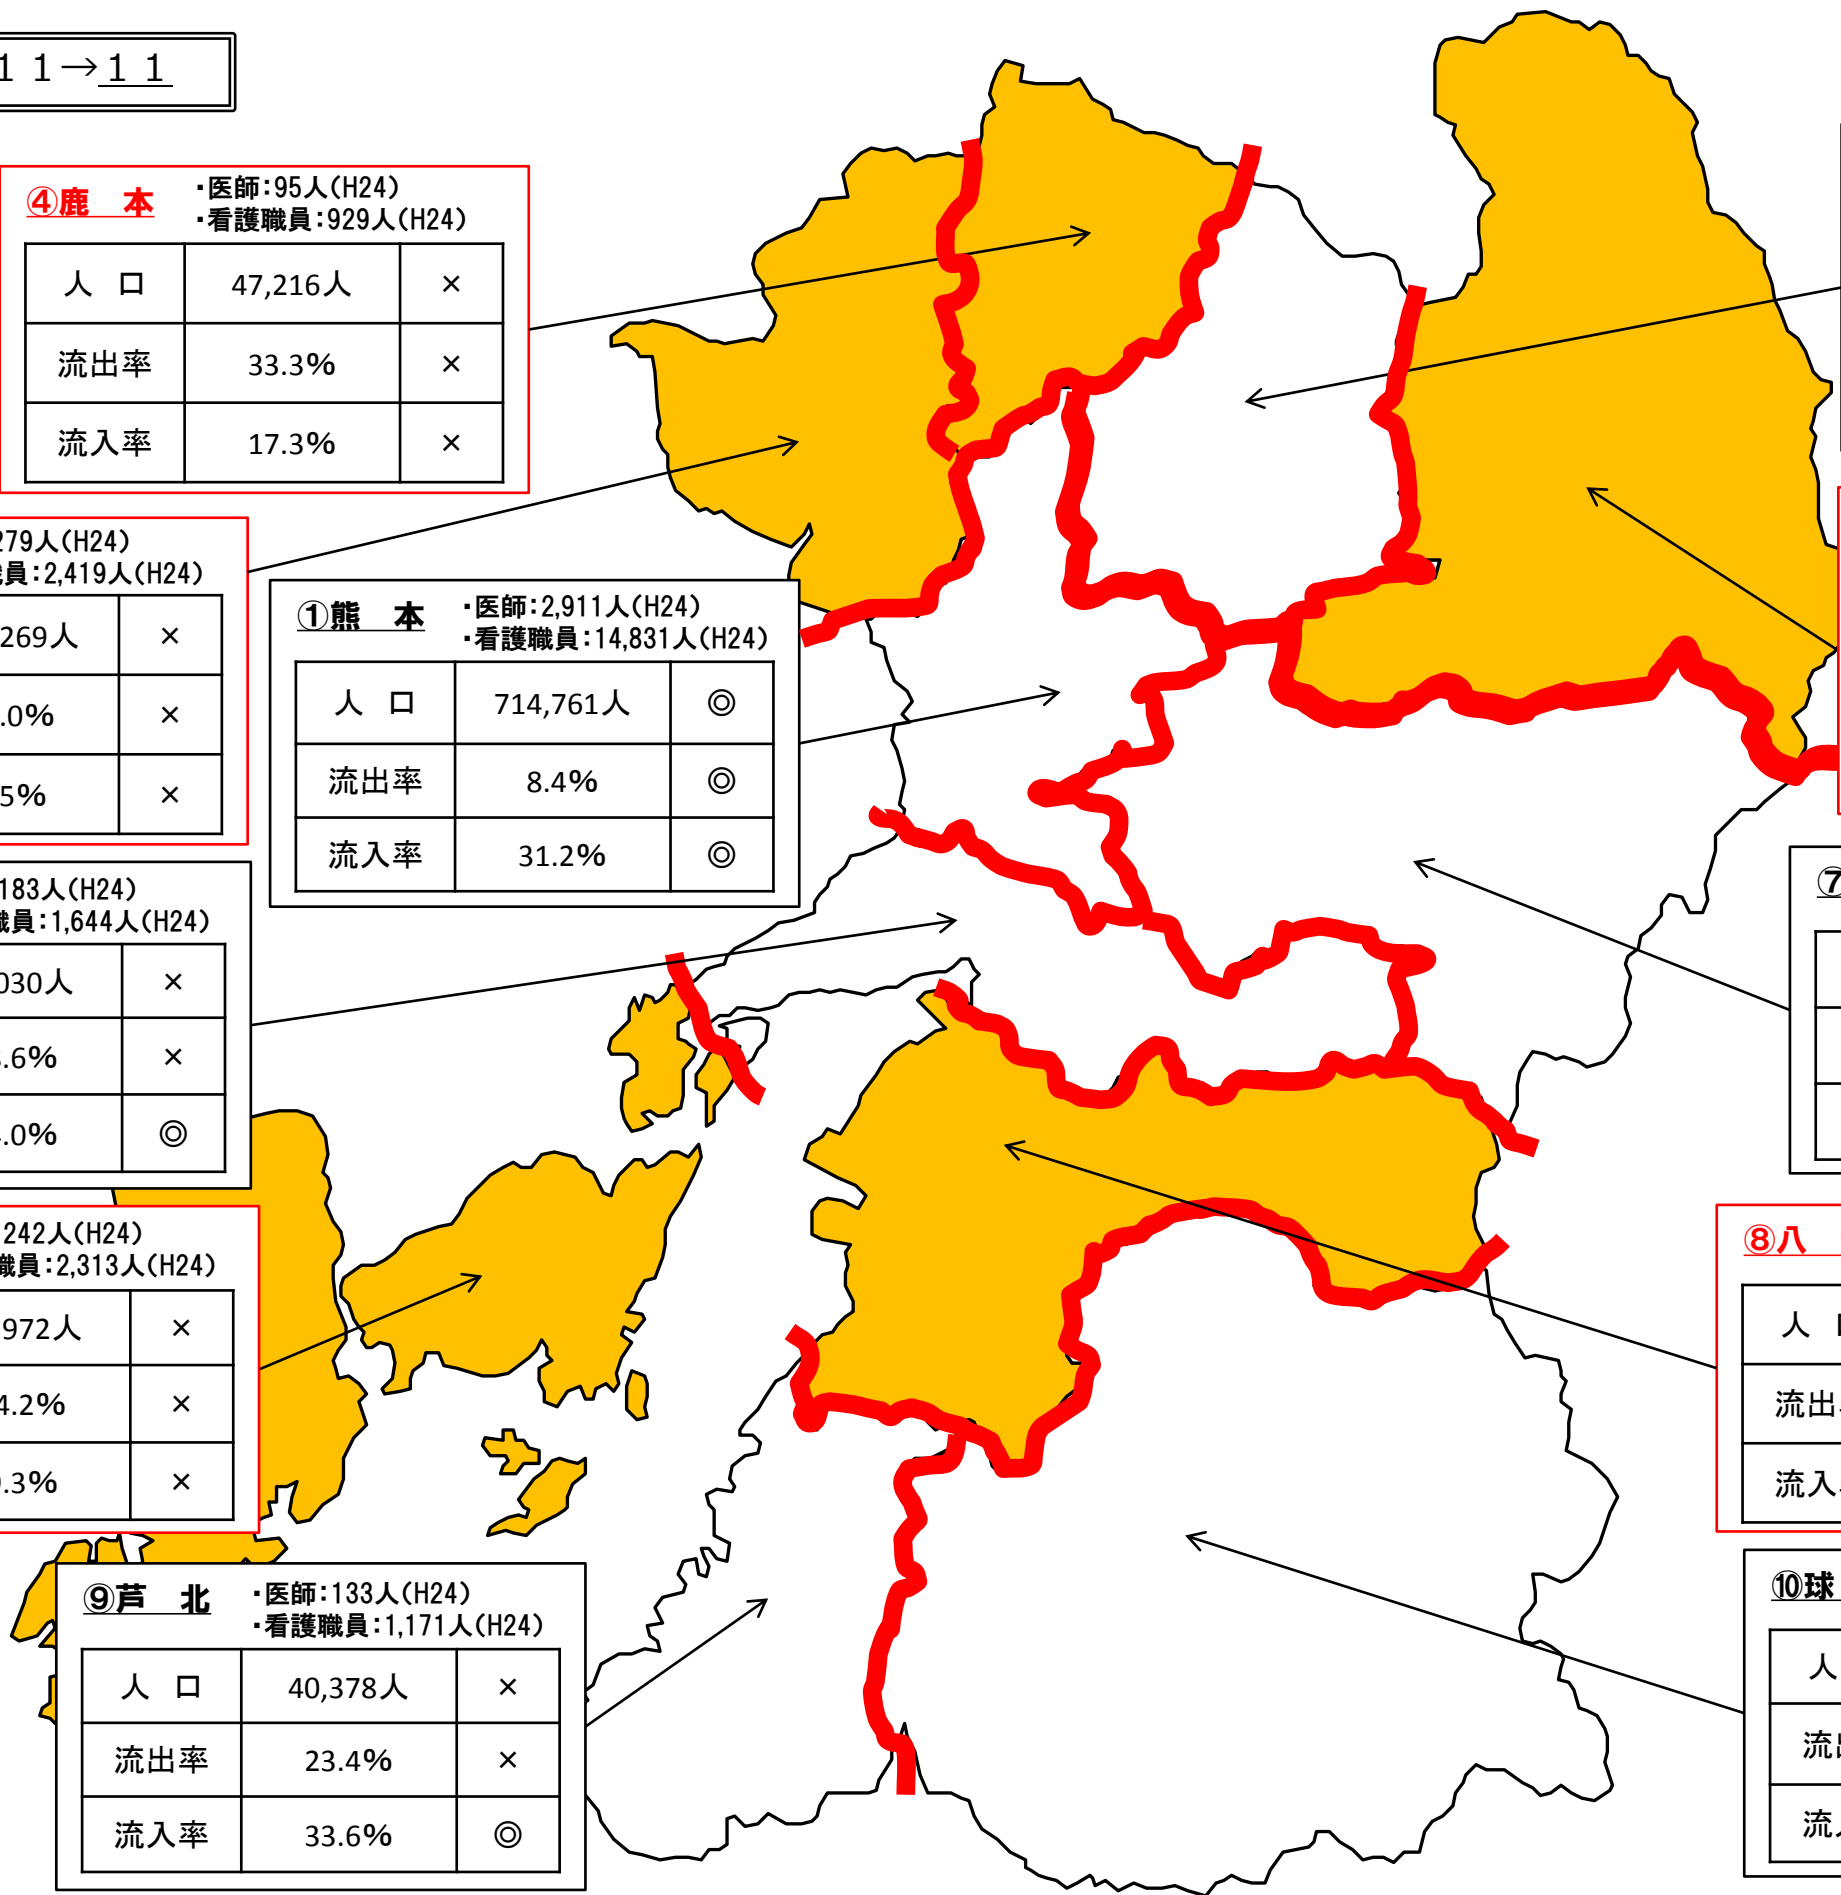 １１→１１
④鹿　本
・医師：95人（H24）
・看護職員：929人（H24）
人　口 47,216人 ×
流出率 33.3% ×
流入率 17.3% ×
279人（H24）
職員：2,419人（H24）
269人 ×
.0% ×
5% ×
①熊　本
・医師：2,911人（H24）
・看護職員：14,831人（H24）
人　口 714,761人 ◎
流出率 8.4% ◎
流入率 31.2% ◎
183人（H24）
職員：1,644人（H24）
030人 ×
.6% ×
.0% ◎
242人（H24）
職員：2,313人（H24）
972人 ×
4.2% ×
.3% ×
⑦
⑧八
人　口
流出
流入
⑨芦　北
・医師：133人（H24）
・看護職員：1,171人（H24）
人　口 40,378人 ×
流出率 23.4% ×
流入率 33.6% ◎
⑩球
人
流出
流入